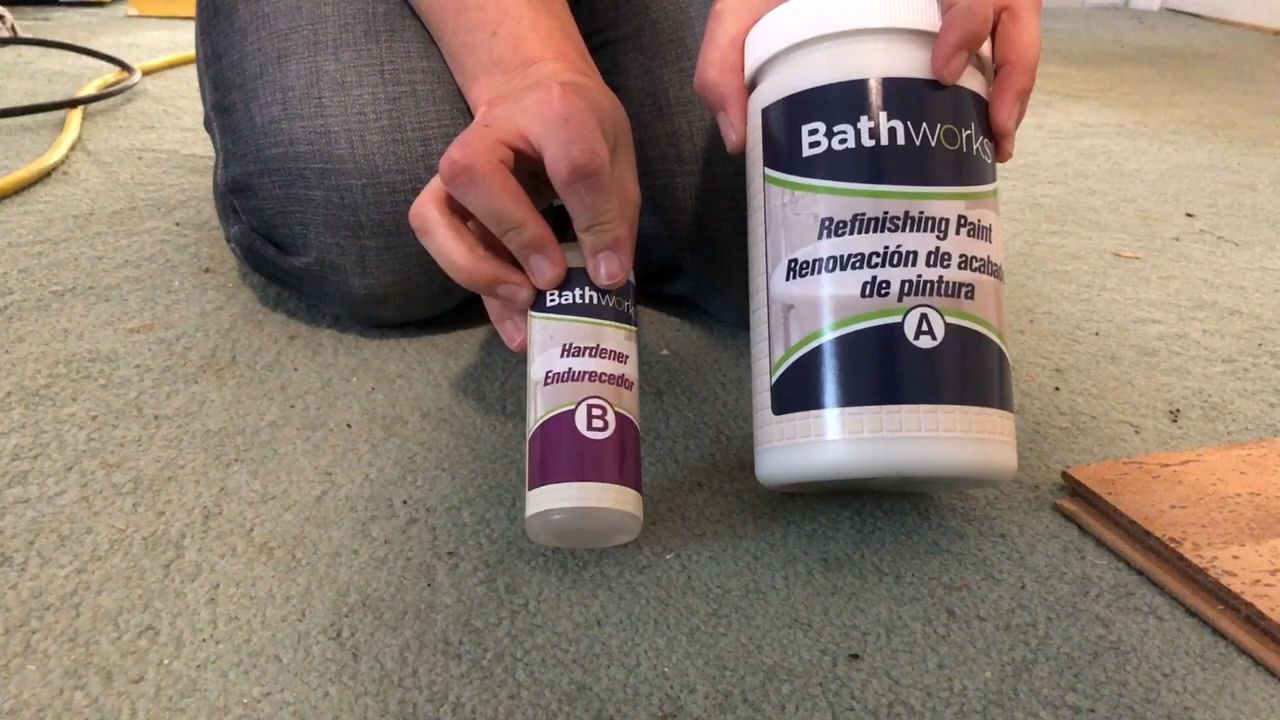 Bathworks
Hardener
Endurecedor
B
Bathworks
Refinishing Paint
Renovación de acabad
de pintura
A